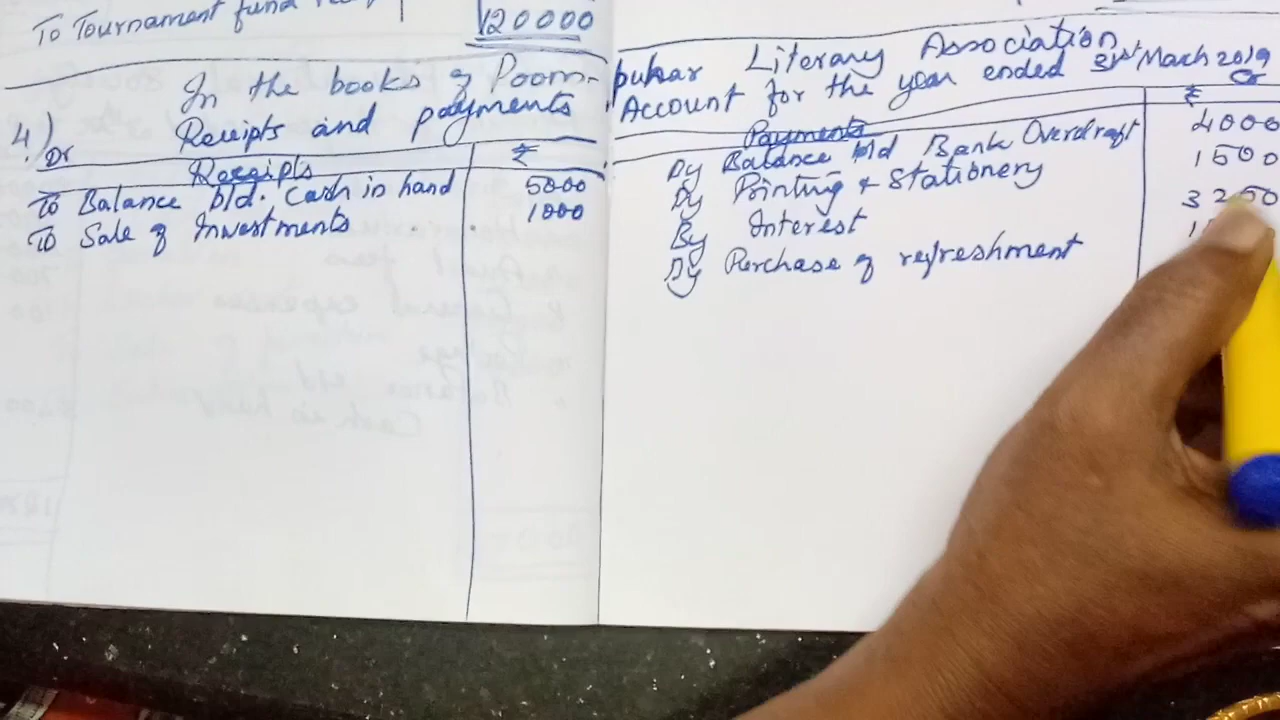 To Tournament fund
120000
In the books of Poompuhar Literary Association
4.) Receipts and payments Account for the year ended 31st March 2019
Dr
Cr
Receipts ₹
To Balance b/d. Cash in hand 5000
To Sale of Investments 1000
Payments ₹
By Balance b/d Bank Overdraft 4000
By Printing & Stationery 1500
By Interest 3250
By Purchase of refreshment